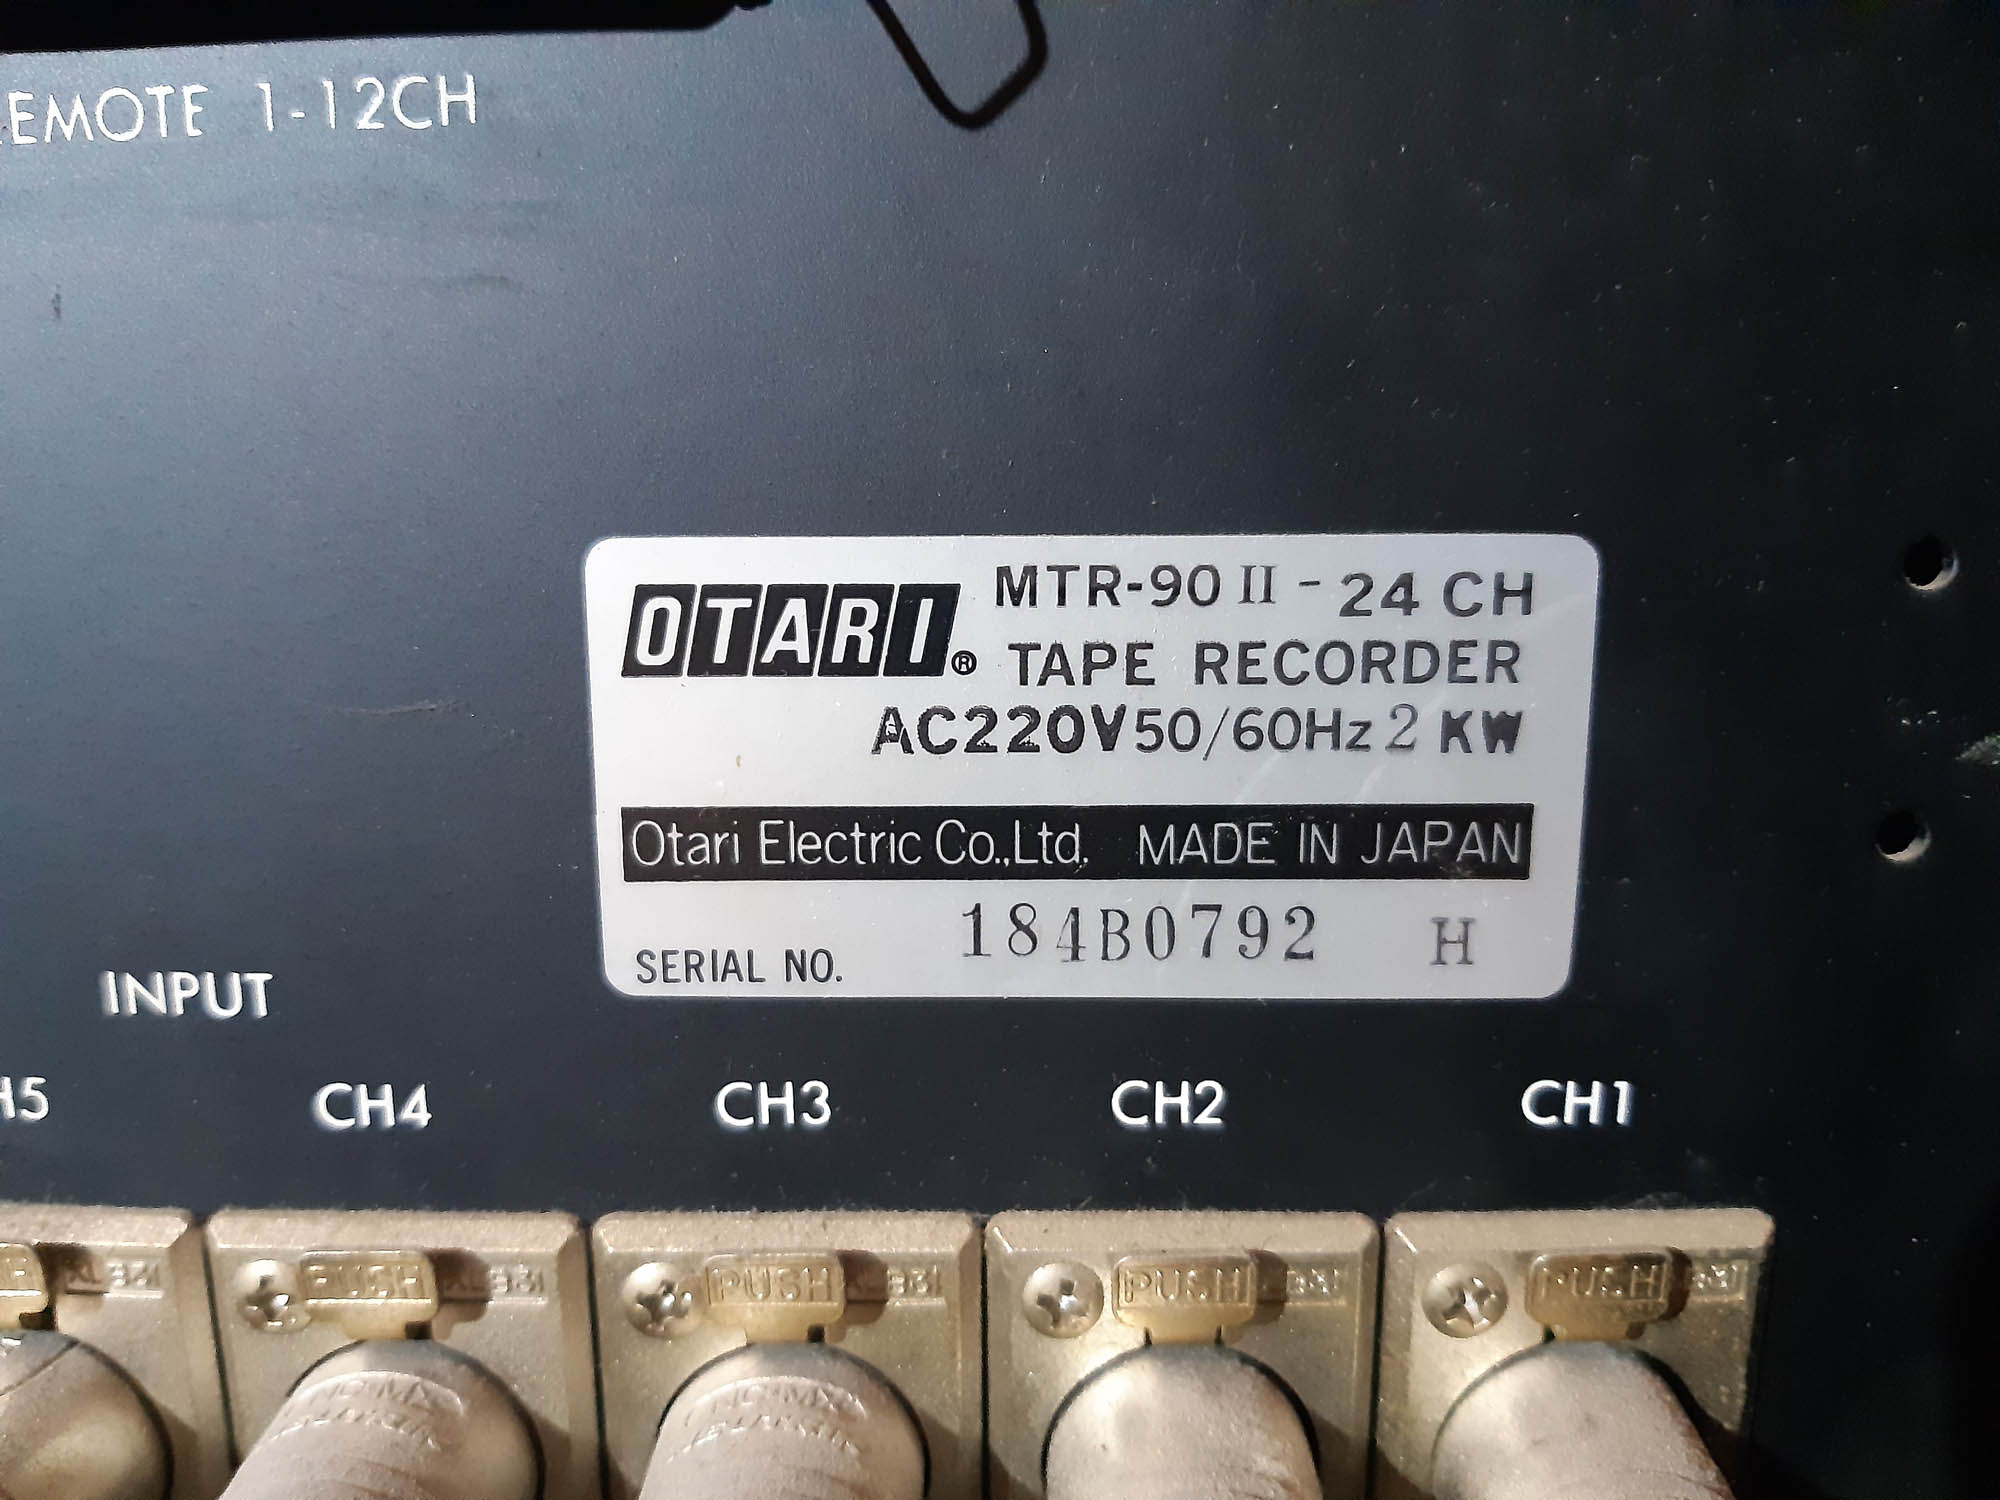 EMOTE 1-12CH
OTARI® MTR-90 II - 24 CH
TAPE RECORDER
AC220V 50/60Hz 2 KW
Otari Electric Co.,Ltd. MADE IN JAPAN
SERIAL NO. 184B0792 H
INPUT
H5 CH4 CH3 CH2 CH1
PUSH PUSH PUSH PUSH